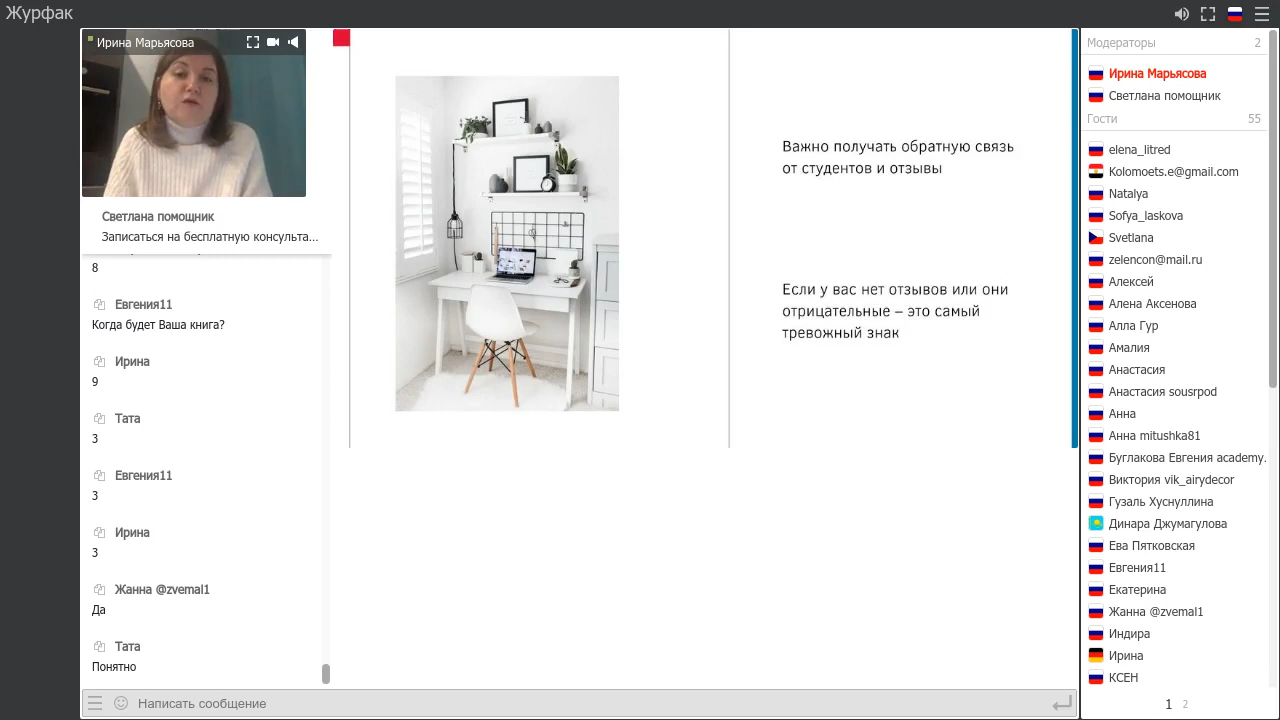 Журфак
Ирина Марьясова
Светлана помощник
Записаться на бесплатную консульта...
8
Евгения11
Когда будет Ваша книга?
Ирина
9
Тата
3
Евгения11
3
Ирина
3
Жанна @zvemal1
Да
Тата
Понятно
Написать сообщение
Важно получать обратную связь
от студентов и отзывы
Если у вас нет отзывов или они
отрицательные – это самый
тревожный знак
Модераторы 2
Ирина Марьясова
Светлана помощник
Гости 55
elena_litred
Kolomoets.e@gmail.com
Natalya
Sofya_laskova
Svetlana
zelencon@mail.ru
Алексей
Алена Аксенова
Алла Гур
Амалия
Анастасия
Анастасия sousrpod
Анна
Анна mitushka81
Буглакова Евгения academy.
Виктория vik_airydecor
Гузаль Хуснуллина
Динара Джумагулова
Ева Пятковская
Евгения11
Екатерина
Жанна @zvemal1
Индира
Ирина
КСЕН
1 2